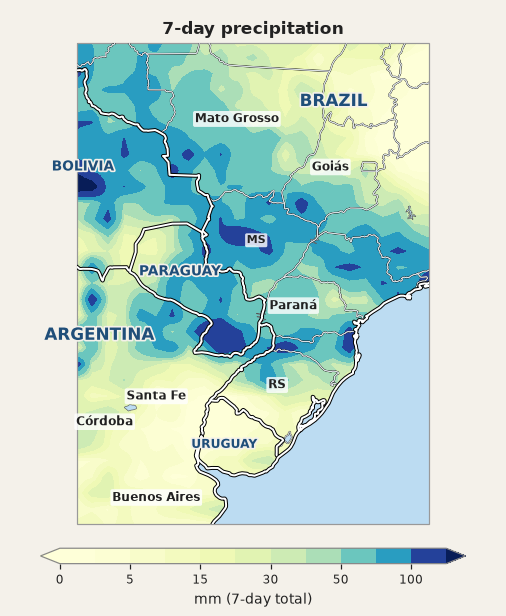 7-day precipitation
BRAZIL
Mato Grosso
BOLIVIA
Goiás
MS
PARAGUAY
Paraná
ARGENTINA
RS
Santa Fe
Córdoba
URUGUAY
Buenos Aires
0 5 15 30 50 100
mm (7-day total)